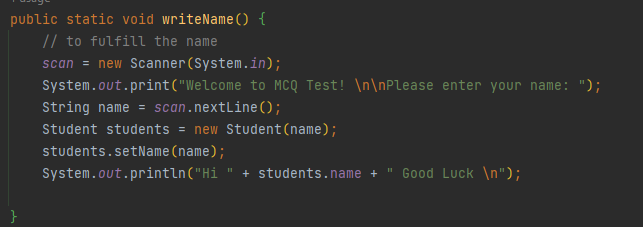 public static void writeName() {
// to fulfill the name
scan = new Scanner(System.in);
System.out.print("Welcome to MCQ Test! \n\nPlease enter your name: ");
String name = scan.nextLine();
Student students = new Student(name);
students.setName(name);
System.out.println("Hi " + students.name + " Good Luck \n");
}